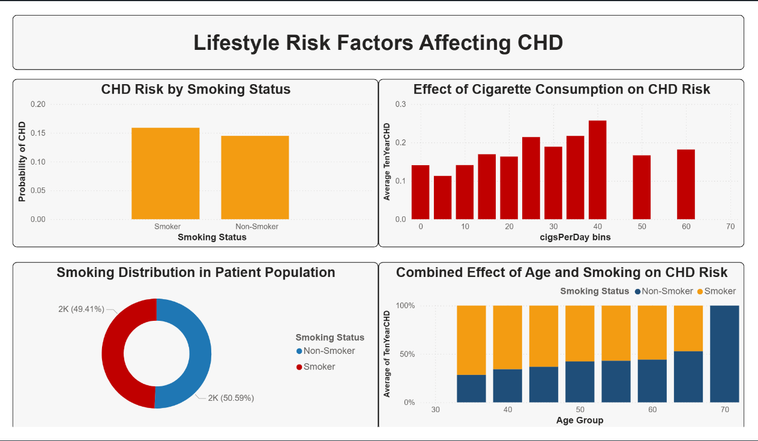 Lifestyle Risk Factors Affecting CHD
CHD Risk by Smoking Status
Probability of CHD
0.20
0.15
0.10
0.05
0.00
Smoker Non-Smoker
Smoking Status
Effect of Cigarette Consumption on CHD Risk
Average TenYearCHD
0.3
0.2
0.1
0.0
0 10 20 30 40 50 60 70
cigsPerDay bins
Smoking Distribution in Patient Population
2K (49.41%)
2K (50.59%)
Smoking Status
Non-Smoker
Smoker
Combined Effect of Age and Smoking on CHD Risk
Smoking Status Non-Smoker Smoker
Average of TenYearCHD
100%
50%
0%
30 40 50 60 70
Age Group